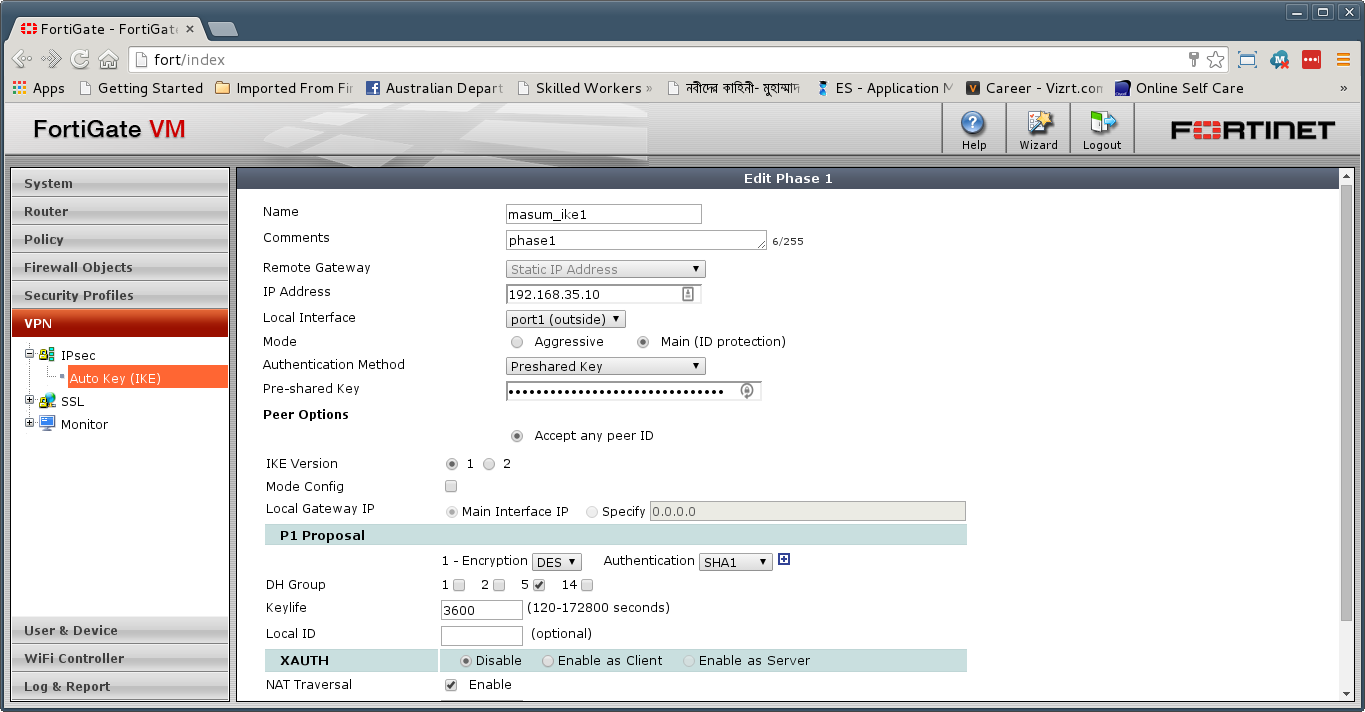 FortiGate - FortiGate
fort/index
Apps Getting Started Imported From Fir Australian Depart Skilled Workers » নবীদের কাহিনী- মুহাম্মাদ ES - Application M Career - Vizrt.com Online Self Care »
FortiGate VM
Help Wizard Logout
FORTINET
System
Router
Policy
Firewall Objects
Security Profiles
VPN
IPsec
Auto Key (IKE)
SSL
Monitor
User & Device
WiFi Controller
Log & Report
Edit Phase 1
Name masum_ike1
Comments phase1 6/255
Remote Gateway Static IP Address
IP Address 192.168.35.10
Local Interface port1 (outside)
Mode Aggressive Main (ID protection)
Authentication Method Preshared Key
Pre-shared Key •••••••••••••••••••••••••••••••
Peer Options
Accept any peer ID
IKE Version 1 2
Mode Config
Local Gateway IP Main Interface IP Specify 0.0.0.0
P1 Proposal
1 - Encryption DES Authentication SHA1
DH Group 1 2 5 14
Keylife 3600 (120-172800 seconds)
Local ID (optional)
XAUTH Disable Enable as Client Enable as Server
NAT Traversal Enable